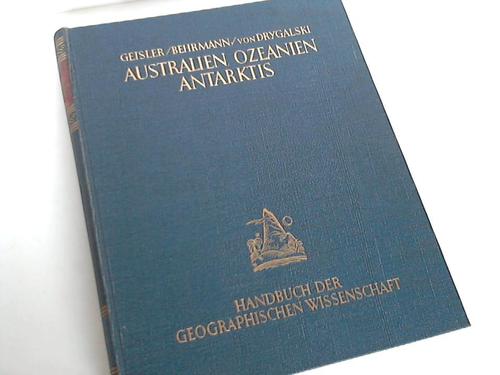 GEISLER/BEHRMANN/VON DRYGALSKI
AUSTRALIEN, OZEANIEN
ANTARKTIS
HANDBUCH DER
GEOGRAPHISCHEN WISSENSCHAFT